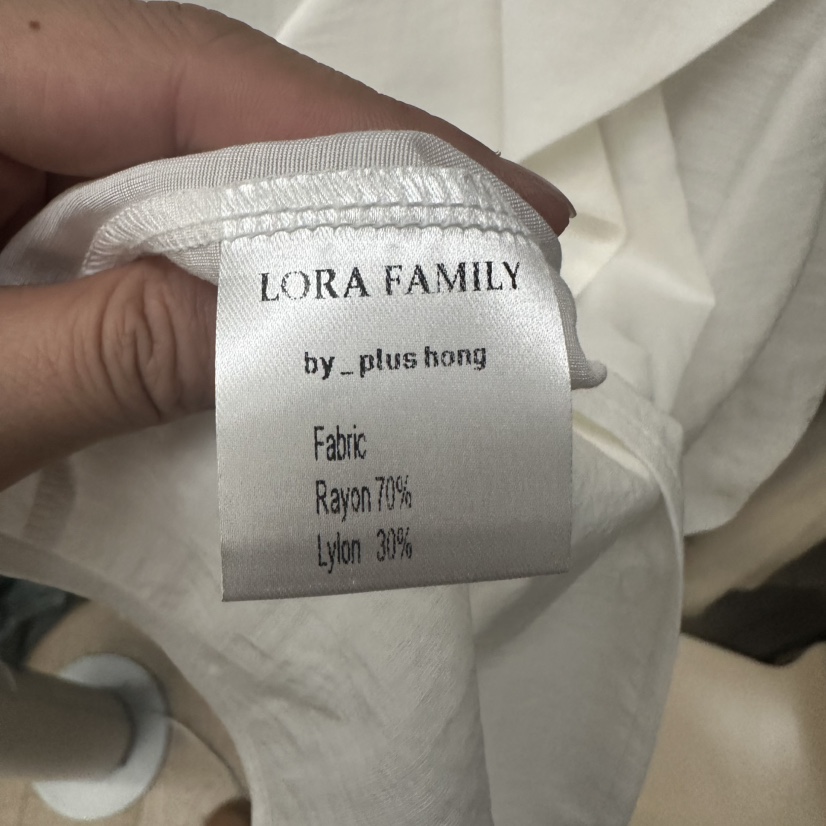 LORA FAMILY
by_plus hong
Fabric
Rayon 70%
Lylon 30%